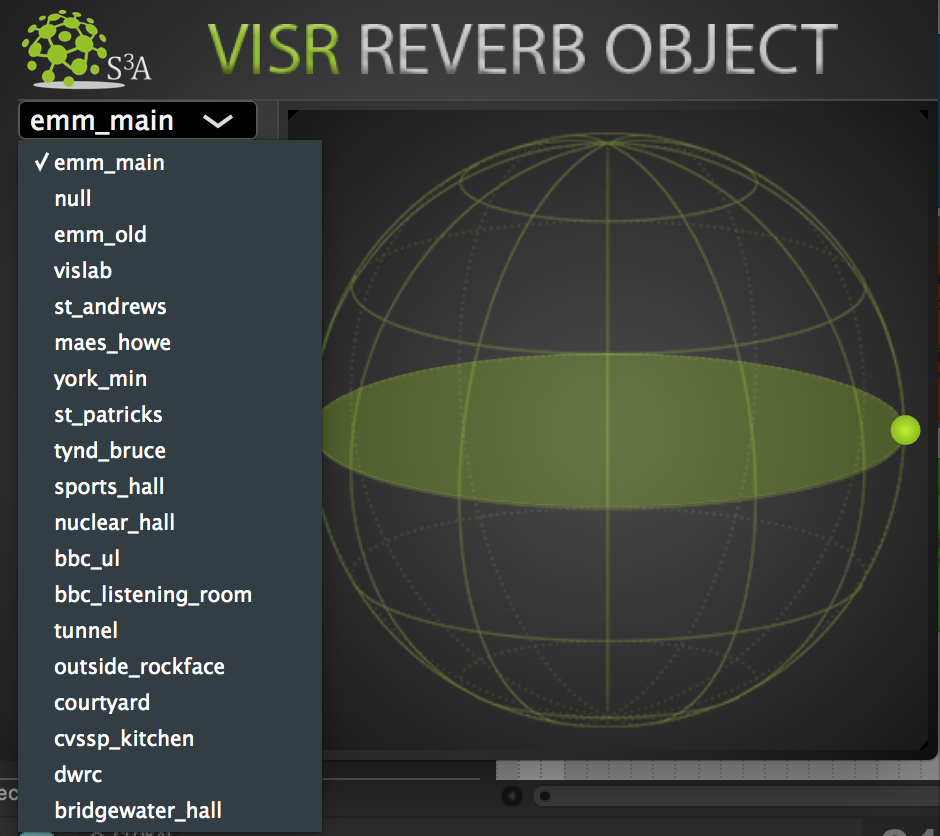 S³A
VISR REVERB OBJECT
emm_main
✓ emm_main
null
emm_old
vislab
st_andrews
maes_howe
york_min
st_patricks
tynd_bruce
sports_hall
nuclear_hall
bbc_ul
bbc_listening_room
tunnel
outside_rockface
courtyard
cvssp_kitchen
dwrc
bridgewater_hall